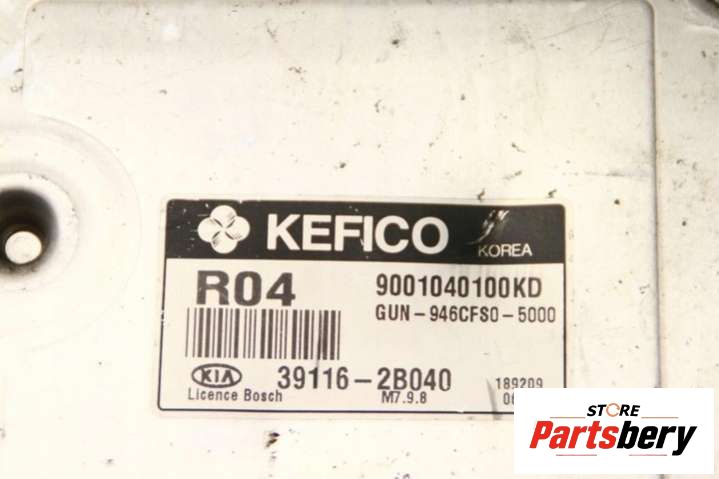 KEFICO KOREA
R04 9001040100KD
GUN-946CFS0-5000
KIA 39116-2B040 189209
Licence Bosch M7.9.8
STORE
Partsbery